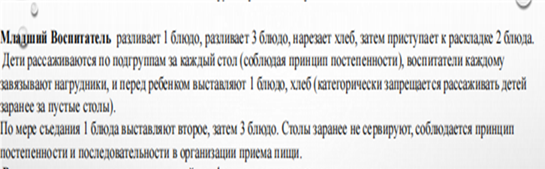 Младший Воспитатель разливает 1 блюдо, разливает 3 блюдо, нарезает хлеб, затем приступает к раскладке 2 блюда.
Дети рассаживаются по подгруппам за каждый стол (соблюдая принцип постепенности), воспитатели каждому
завязывают нагрудники, и перед ребенком выставляют 1 блюдо, хлеб (категорически запрещается рассаживать детей
заранее за пустые столы).
По мере съедания 1 блюда выставляют второе, затем 3 блюдо. Столы заранее не сервируют, соблюдается принцип
постепенности и последовательности в организации приема пищи.